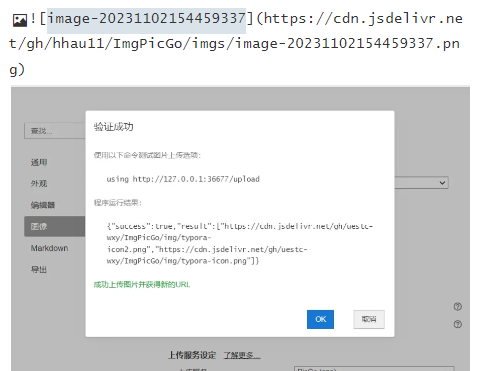 ![image-20231102154459337](https://cdn.jsdelivr.ne
t/gh/hhau11/ImgPicGo/imgs/image-20231102154459337.pn
g)
验证成功
查找...
使用以下命令测试图片上传选项:
通用
using http://127.0.0.1:36677/upload
外观
编辑器
程序运行结果:
图像
{"success":true,"result":["https://cdn.jsdelivr.net/gh/uestc-
wxy/ImgPicGo/img/typora-
Markdown
icon2.png","https://cdn.jsdelivr.net/gh/uestc-
wxy/ImgPicGo/img/typora-icon.png"]}
导出
成功上传图片并获得新的URL
OK
取消
上传服务设定 了解更多...